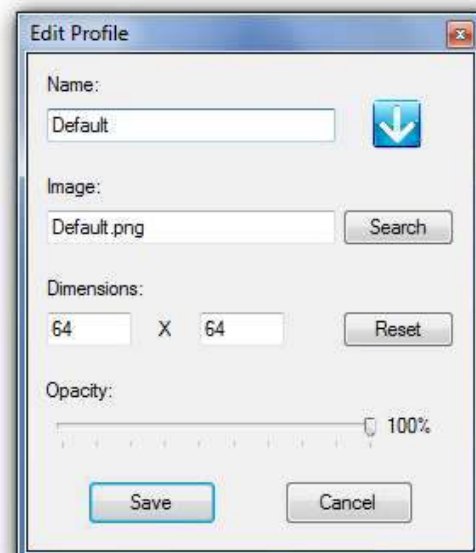 Edit Profile
Name:
Default
Image:
Default.png
Search
Dimensions:
64 X 64
Reset
Opacity:
100%
Save Cancel